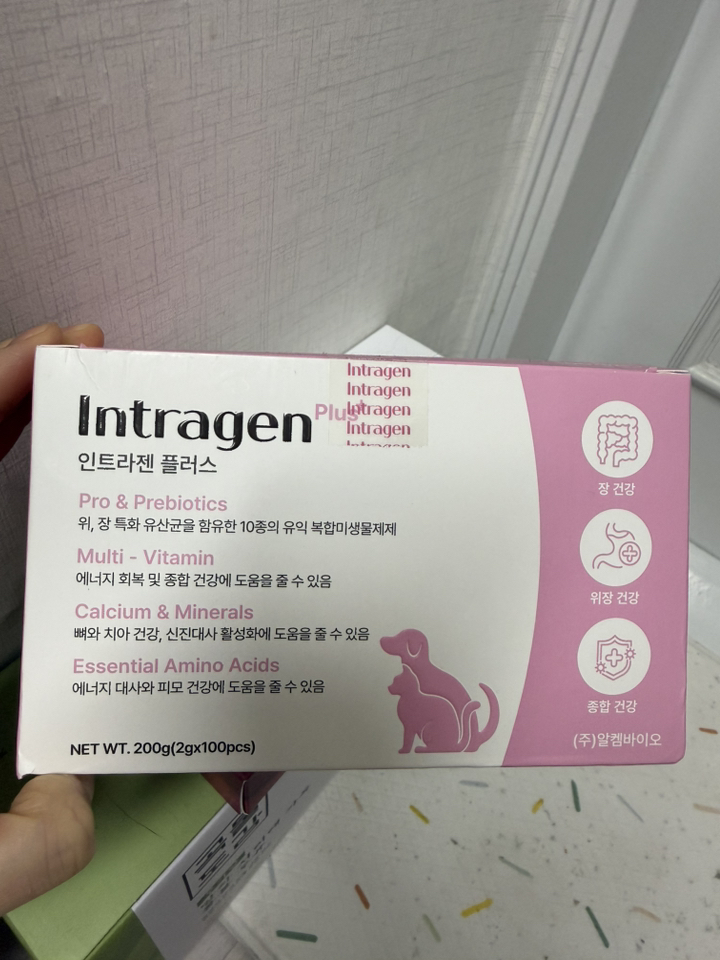 Intragen
Intragen
Intragen
Intragen
Intragen
Intragen Plus+
인트라젠 플러스
Pro & Prebiotics
위, 장 특화 유산균을 함유한 10종의 유익 복합미생물제제
Multi - Vitamin
에너지 회복 및 종합 건강에 도움을 줄 수 있음
Calcium & Minerals
뼈와 치아 건강, 신진대사 활성화에 도움을 줄 수 있음
Essential Amino Acids
에너지 대사와 피모 건강에 도움을 줄 수 있음
NET WT. 200g(2gx100pcs)
장 건강
위장 건강
종합 건강
(주)알켐바이오